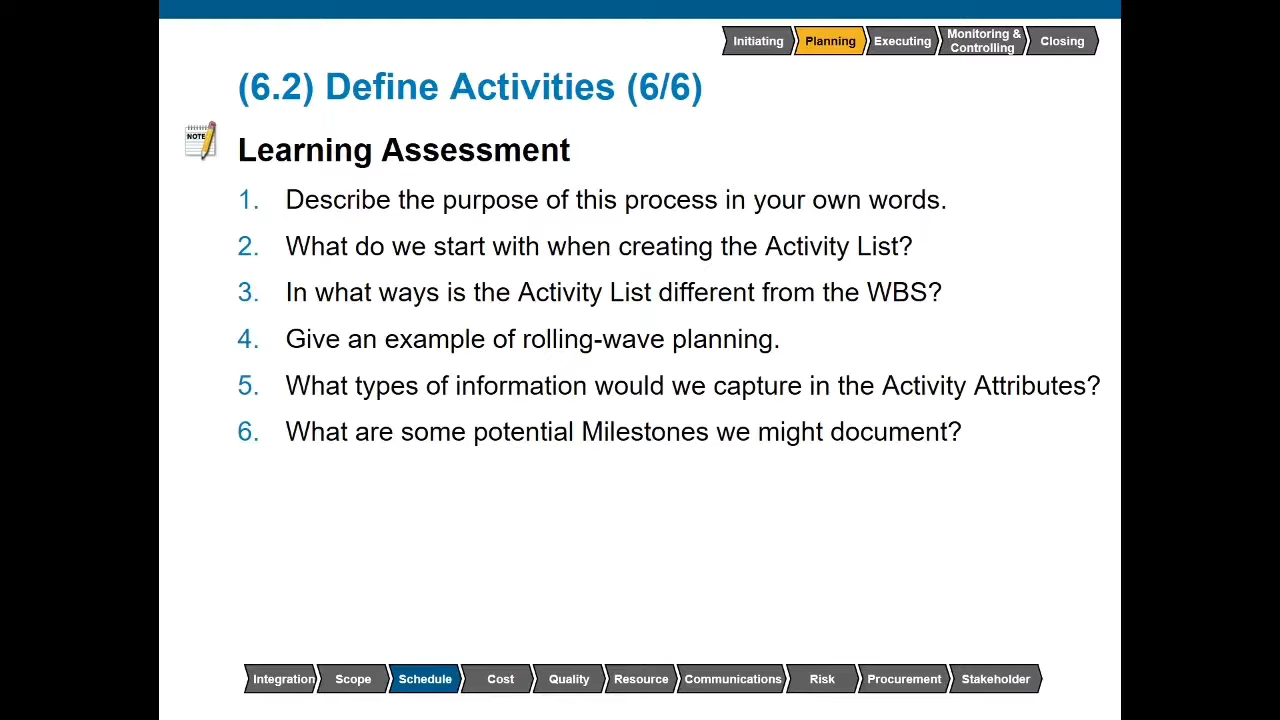 Initiating
Planning
Executing
Monitoring &
Controlling
Closing
(6.2) Define Activities (6/6)
NOTE
Learning Assessment
1. Describe the purpose of this process in your own words.
2. What do we start with when creating the Activity List?
3. In what ways is the Activity List different from the WBS?
4. Give an example of rolling-wave planning.
5. What types of information would we capture in the Activity Attributes?
6. What are some potential Milestones we might document?
Integration
Scope
Schedule
Cost
Quality
Resource
Communications
Risk
Procurement
Stakeholder